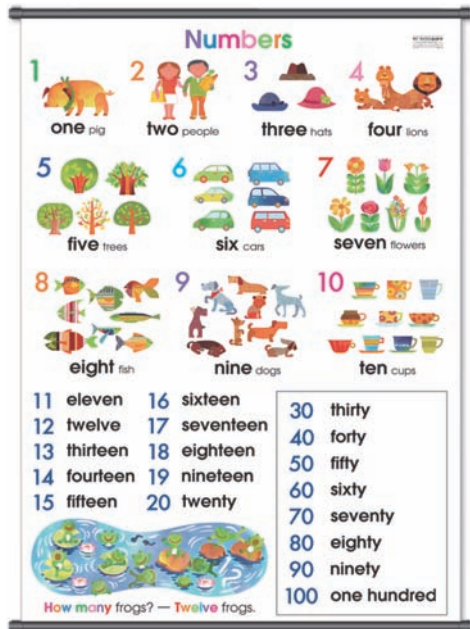 Numbers
1 2 3 4
one pig two people three hats four lions
5 6 7
five trees six cars seven flowers
8 9 10
eight fish nine dogs ten cups
11 eleven 16 sixteen
12 twelve 17 seventeen
13 thirteen 18 eighteen
14 fourteen 19 nineteen
15 fifteen 20 twenty
30 thirty
40 forty
50 fifty
60 sixty
70 seventy
80 eighty
90 ninety
100 one hundred
How many frogs? — Twelve frogs.